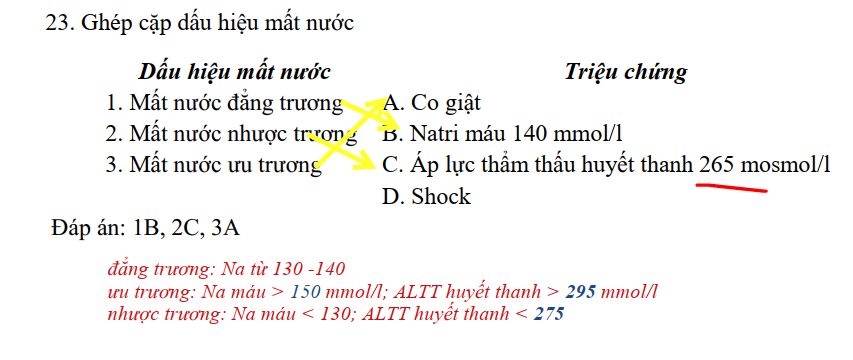 23. Ghép cặp dấu hiệu mất nước
Dấu hiệu mất nước Triệu chứng
1. Mất nước đẳng trương A. Co giật
2. Mất nước nhược trương B. Natri máu 140 mmol/l
3. Mất nước ưu trương C. Áp lực thẩm thấu huyết thanh 265 mosmol/l
D. Shock
Đáp án: 1B, 2C, 3A
đẳng trương: Na từ 130 -140
ưu trương: Na máu > 150 mmol/l; ALTT huyết thanh > 295 mmol/l
nhược trương: Na máu < 130; ALTT huyết thanh < 275